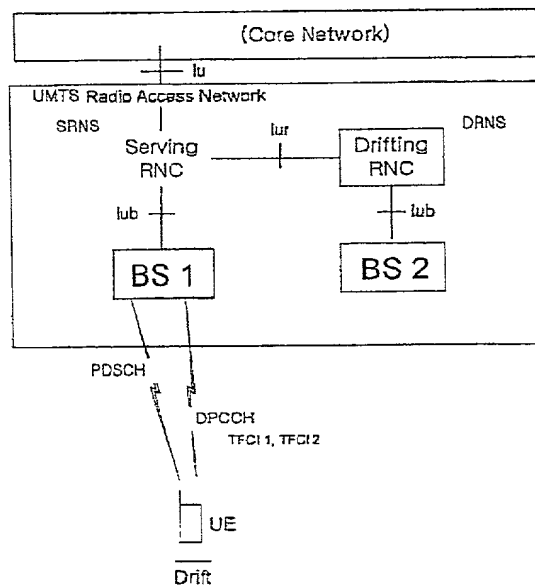 (Core Network)
Iu
UMTS Radio Access Network
SRNS
DRNS
Serving
RNC
Iur
Drifting
RNC
Iub
Iub
BS 1
BS 2
PDSCH
DPCCH
TFCI 1, TFCI 2
UE
Drift